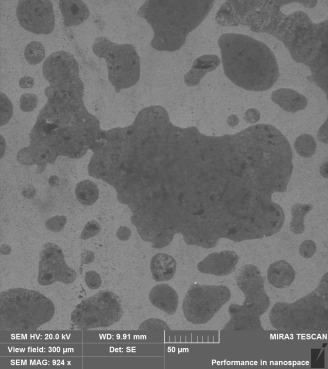 SEM HV: 20.0 kV WD: 9.91 mm MIRA3 TESCAN
View field: 300 µm Det: SE 50 µm
SEM MAG: 924 x Performance in nanospace